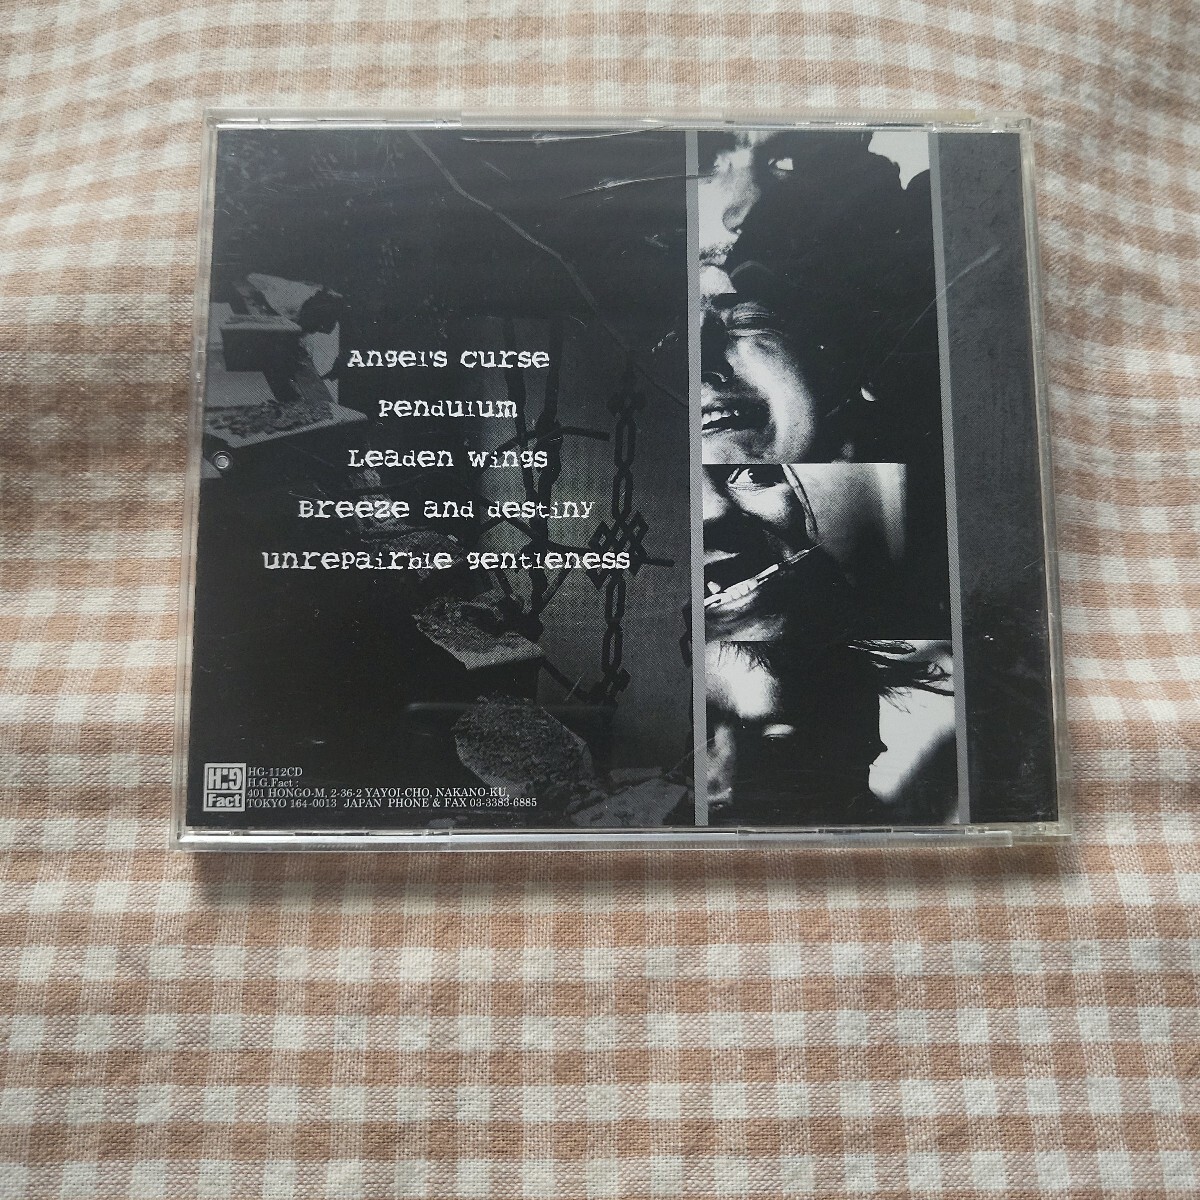 Angel's curse
Pendulum
Leaden wings
Breeze and destiny
unrepairble gentleness
H:G
Fact
HG-112CD
H.G.Fact :
401 HONGO-M, 2-36-2 YAYOI-CHO, NAKANO-KU,
TOKYO 164-0013 JAPAN PHONE & FAX 03-3383-6885